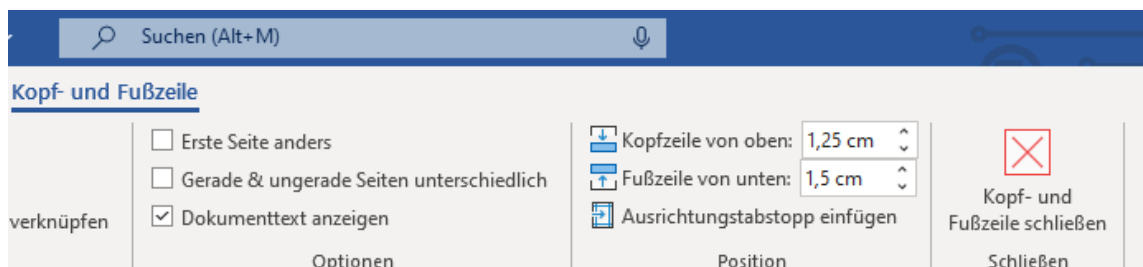 Suchen (Alt+M)
Kopf- und Fußzeile
Erste Seite anders
Gerade & ungerade Seiten unterschiedlich
verknüpfen
Dokumenttext anzeigen
Optionen
Kopfzeile von oben: 1,25 cm
Fußzeile von unten: 1,5 cm
Ausrichtungstabstopp einfügen
Position
Kopf- und
Fußzeile schließen
Schließen